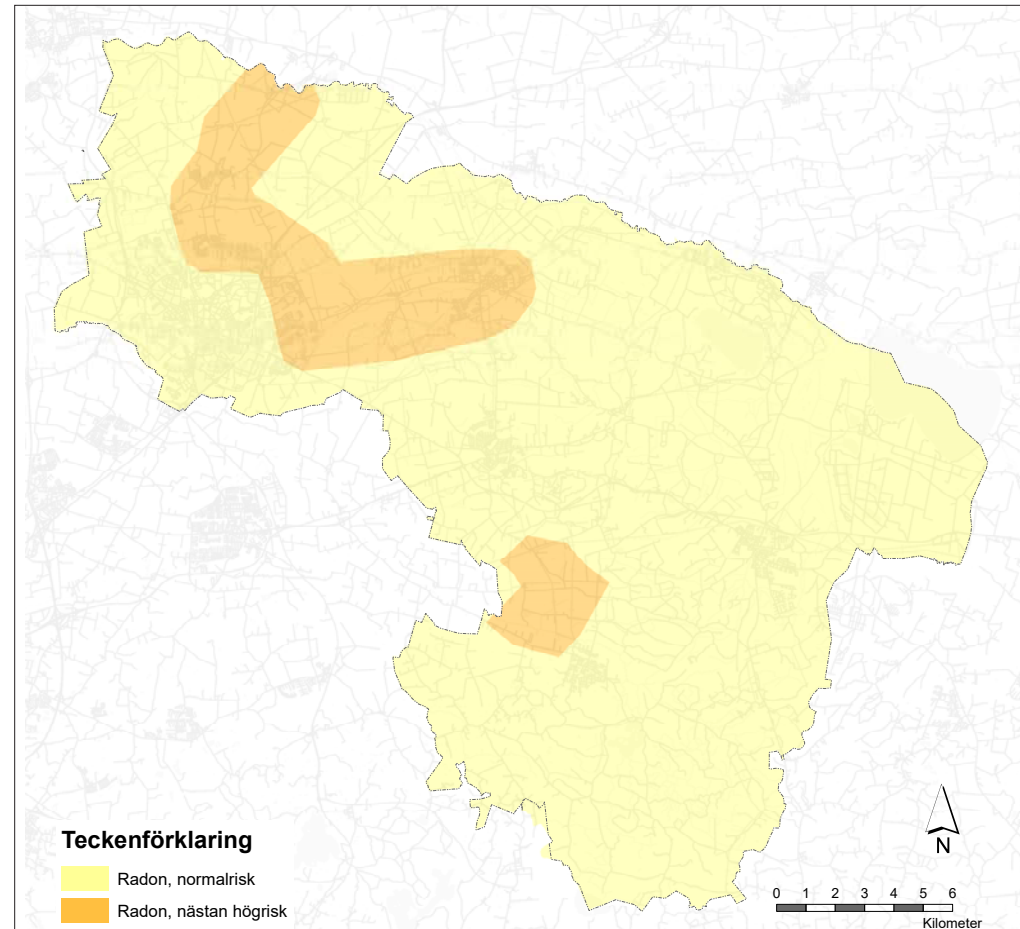 Teckenförklaring
Radon, normalrisk
Radon, nästan högrisk
N
0 1 2 3 4 5 6
Kilometer